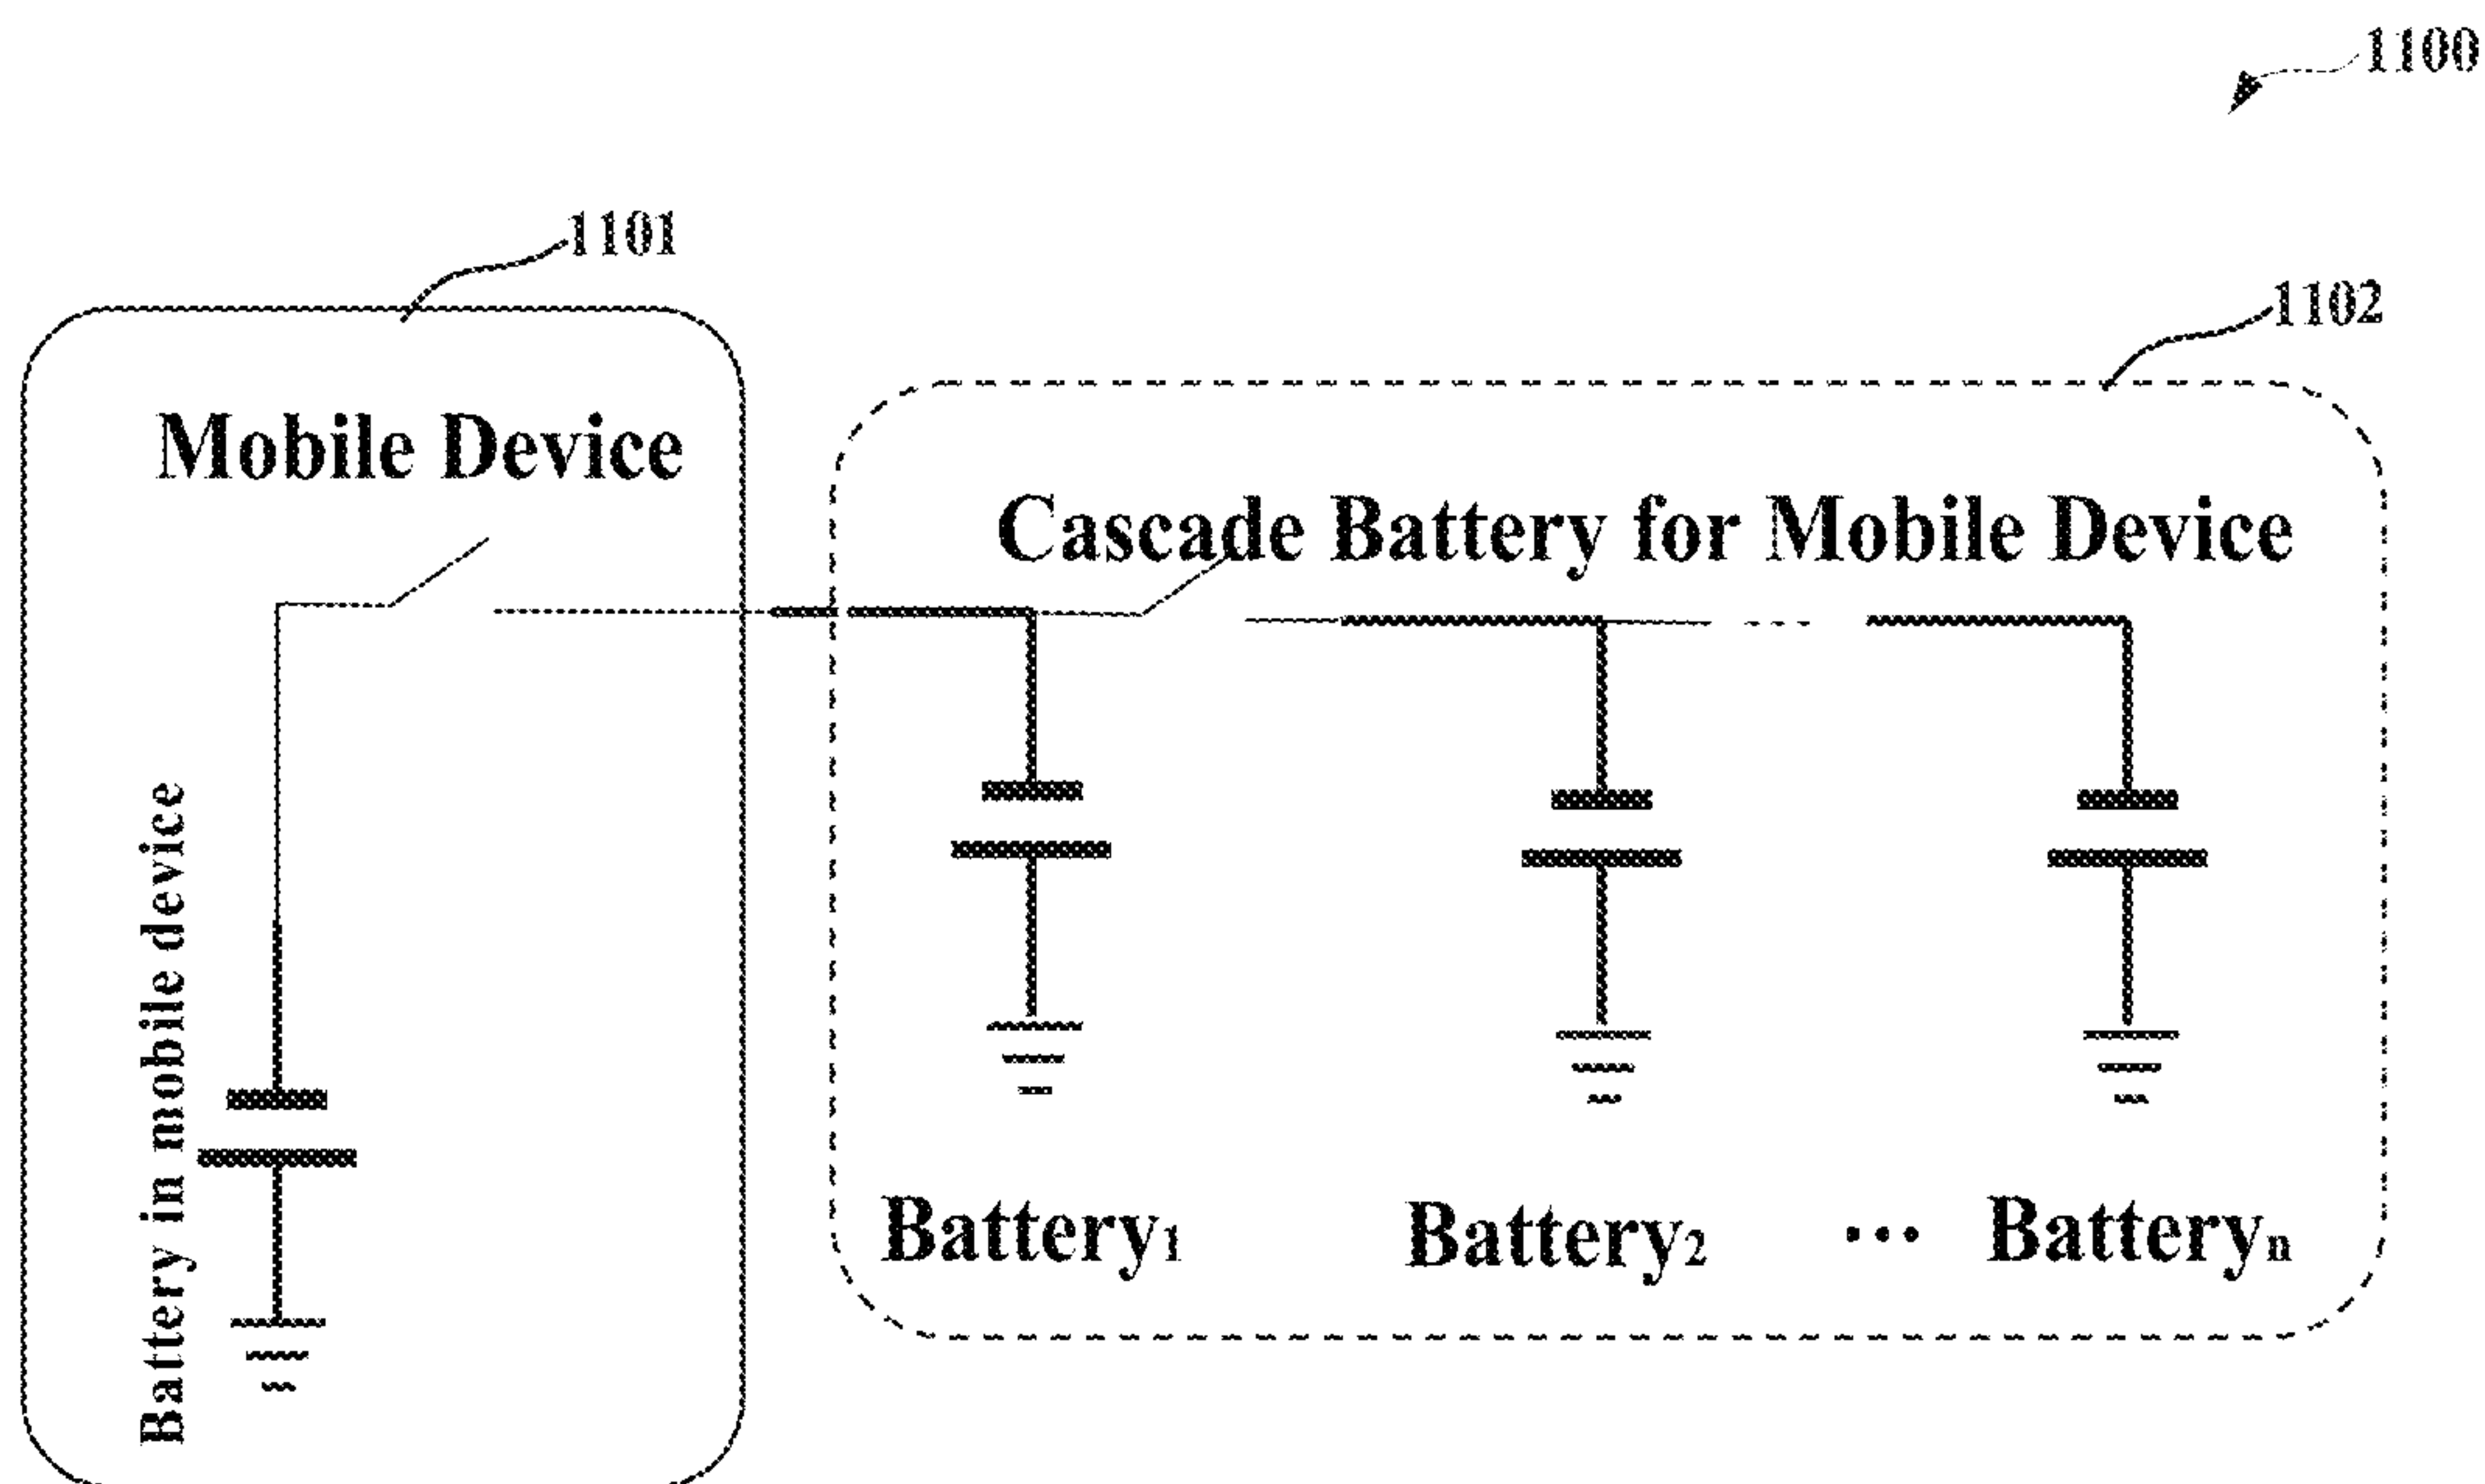 1100
1101
1102
Mobile Device
Cascade Battery for Mobile Device
Battery in mobile device
Battery1
Battery2
... Batteryn